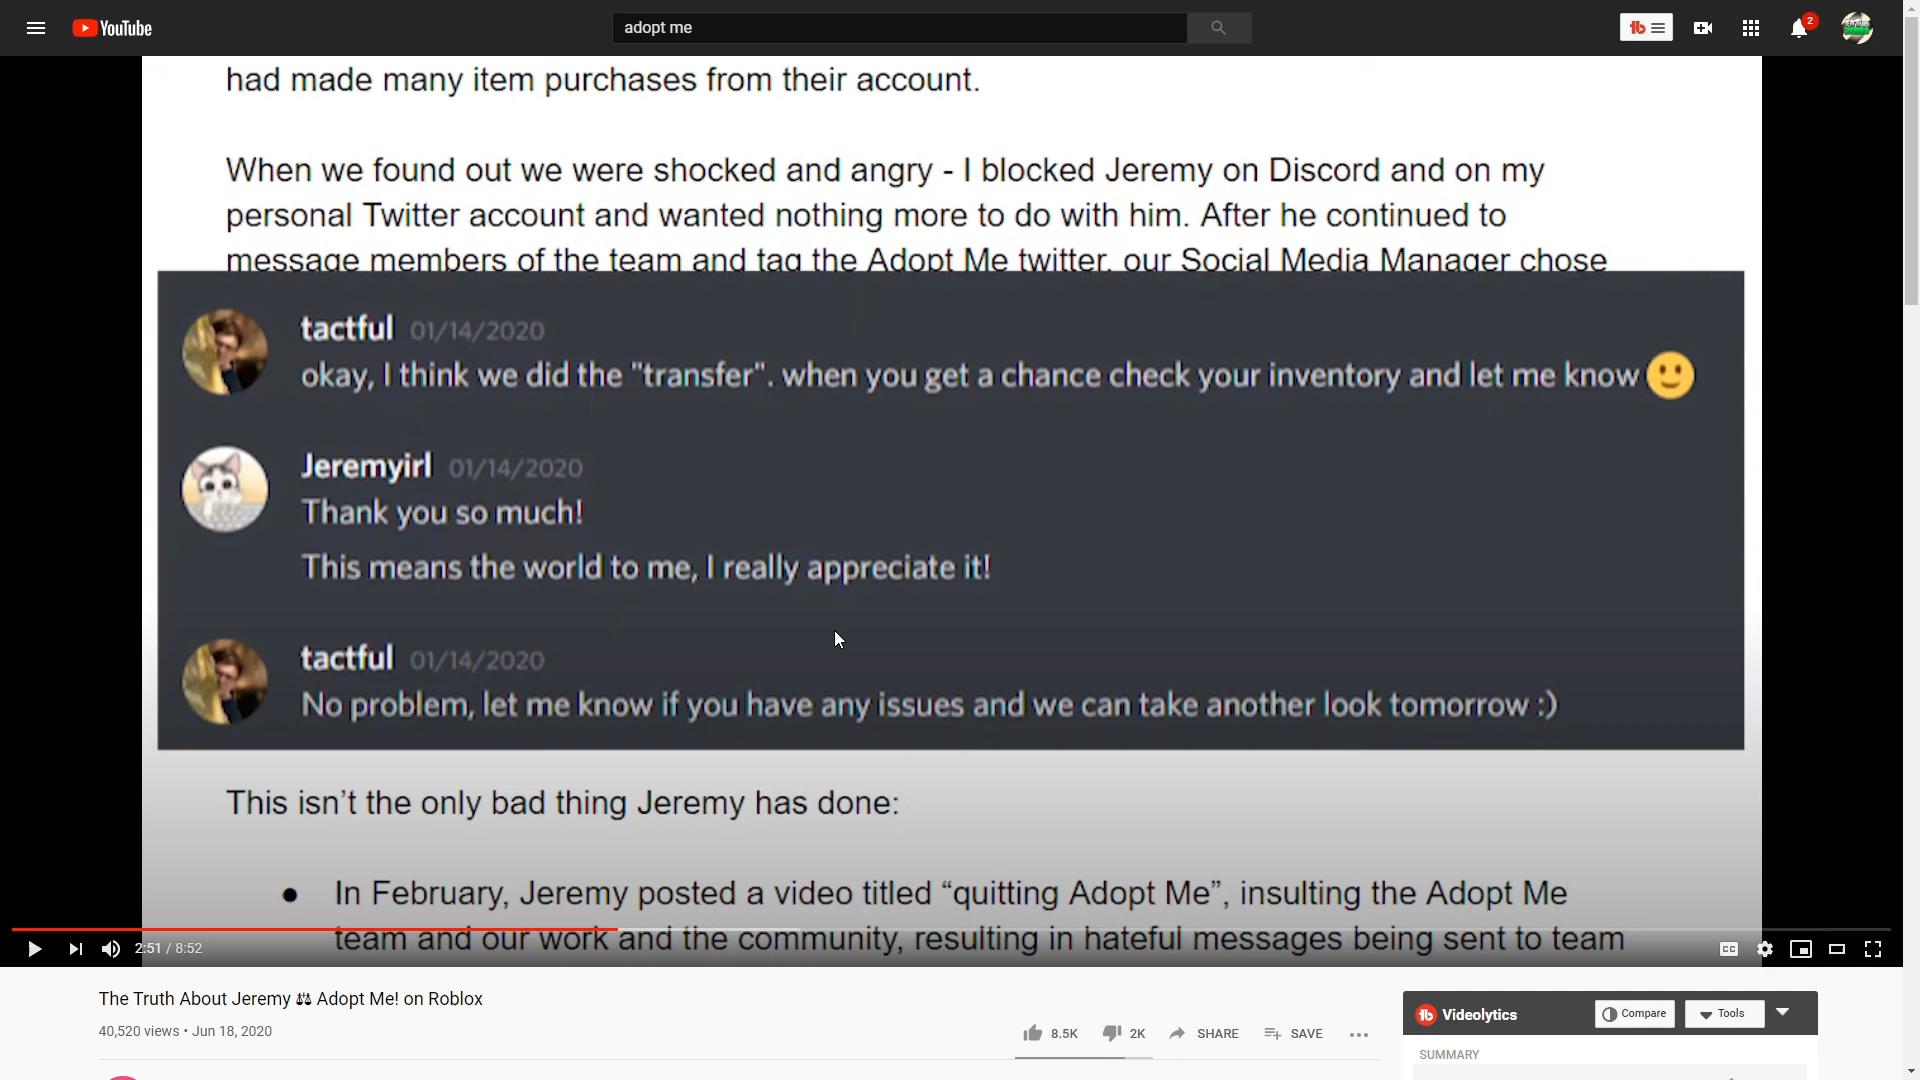 YouTube
adopt me
2
had made many item purchases from their account.
When we found out we were shocked and angry - I blocked Jeremy on Discord and on my
personal Twitter account and wanted nothing more to do with him. After he continued to
message members of the team and tag the Adopt Me twitter, our Social Media Manager chose
tactful 01/14/2020
okay, I think we did the "transfer". when you get a chance check your inventory and let me know 🙂
Jeremyirl 01/14/2020
Thank you so much!
This means the world to me, I really appreciate it!
tactful 01/14/2020
No problem, let me know if you have any issues and we can take another look tomorrow :)
This isn't the only bad thing Jeremy has done:
● In February, Jeremy posted a video titled “quitting Adopt Me”, insulting the Adopt Me
team and our work and the community, resulting in hateful messages being sent to team
2:51 / 8:52
CC
The Truth About Jeremy ⚖ Adopt Me! on Roblox
40,520 views • Jun 18, 2020
8.5K 2K SHARE SAVE
Videolytics Compare Tools
SUMMARY